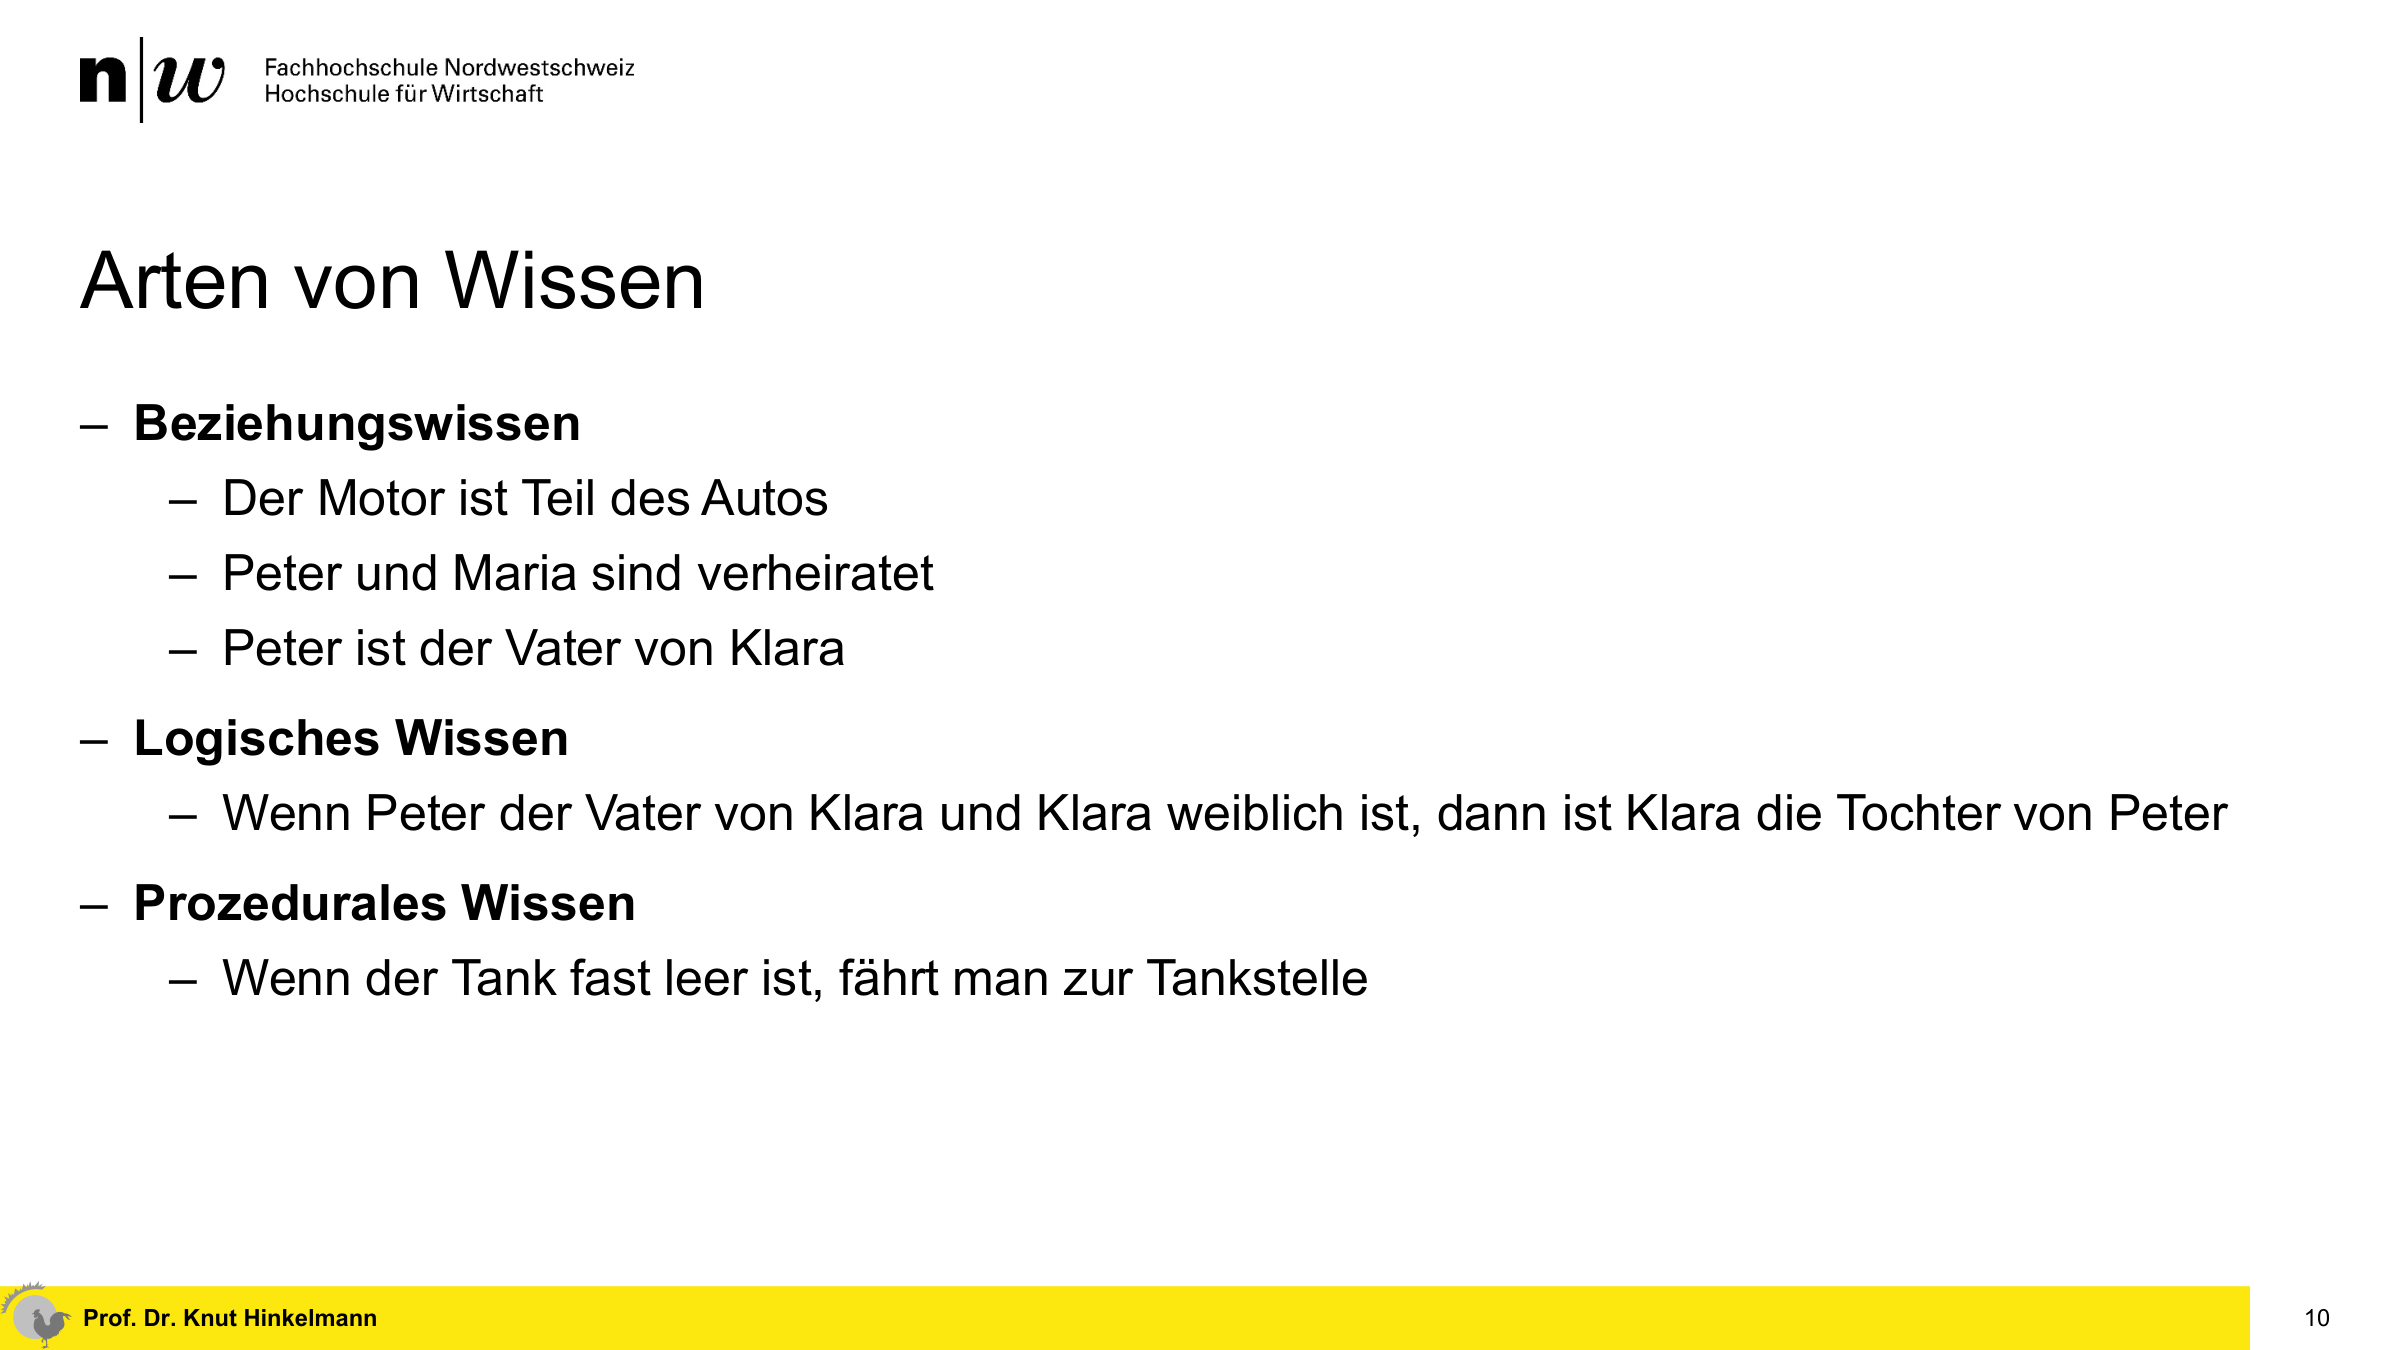 n|w Fachhochschule Nordwestschweiz
Hochschule für Wirtschaft
Arten von Wissen
– Beziehungswissen
– Der Motor ist Teil des Autos
– Peter und Maria sind verheiratet
– Peter ist der Vater von Klara
– Logisches Wissen
– Wenn Peter der Vater von Klara und Klara weiblich ist, dann ist Klara die Tochter von Peter
– Prozedurales Wissen
– Wenn der Tank fast leer ist, fährt man zur Tankstelle
Prof. Dr. Knut Hinkelmann
10